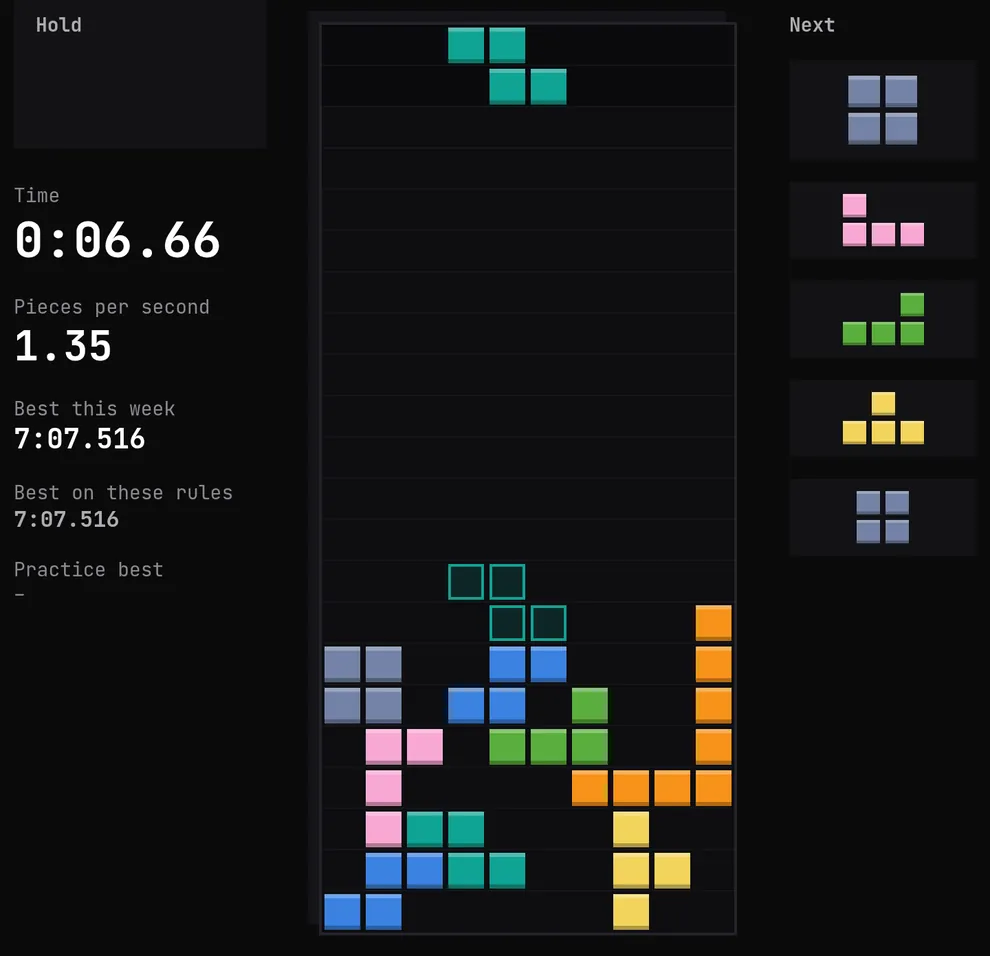 Hold
Next
Time
0:06.66
Pieces per second
1.35
Best this week
7:07.516
Best on these rules
7:07.516
Practice best
–